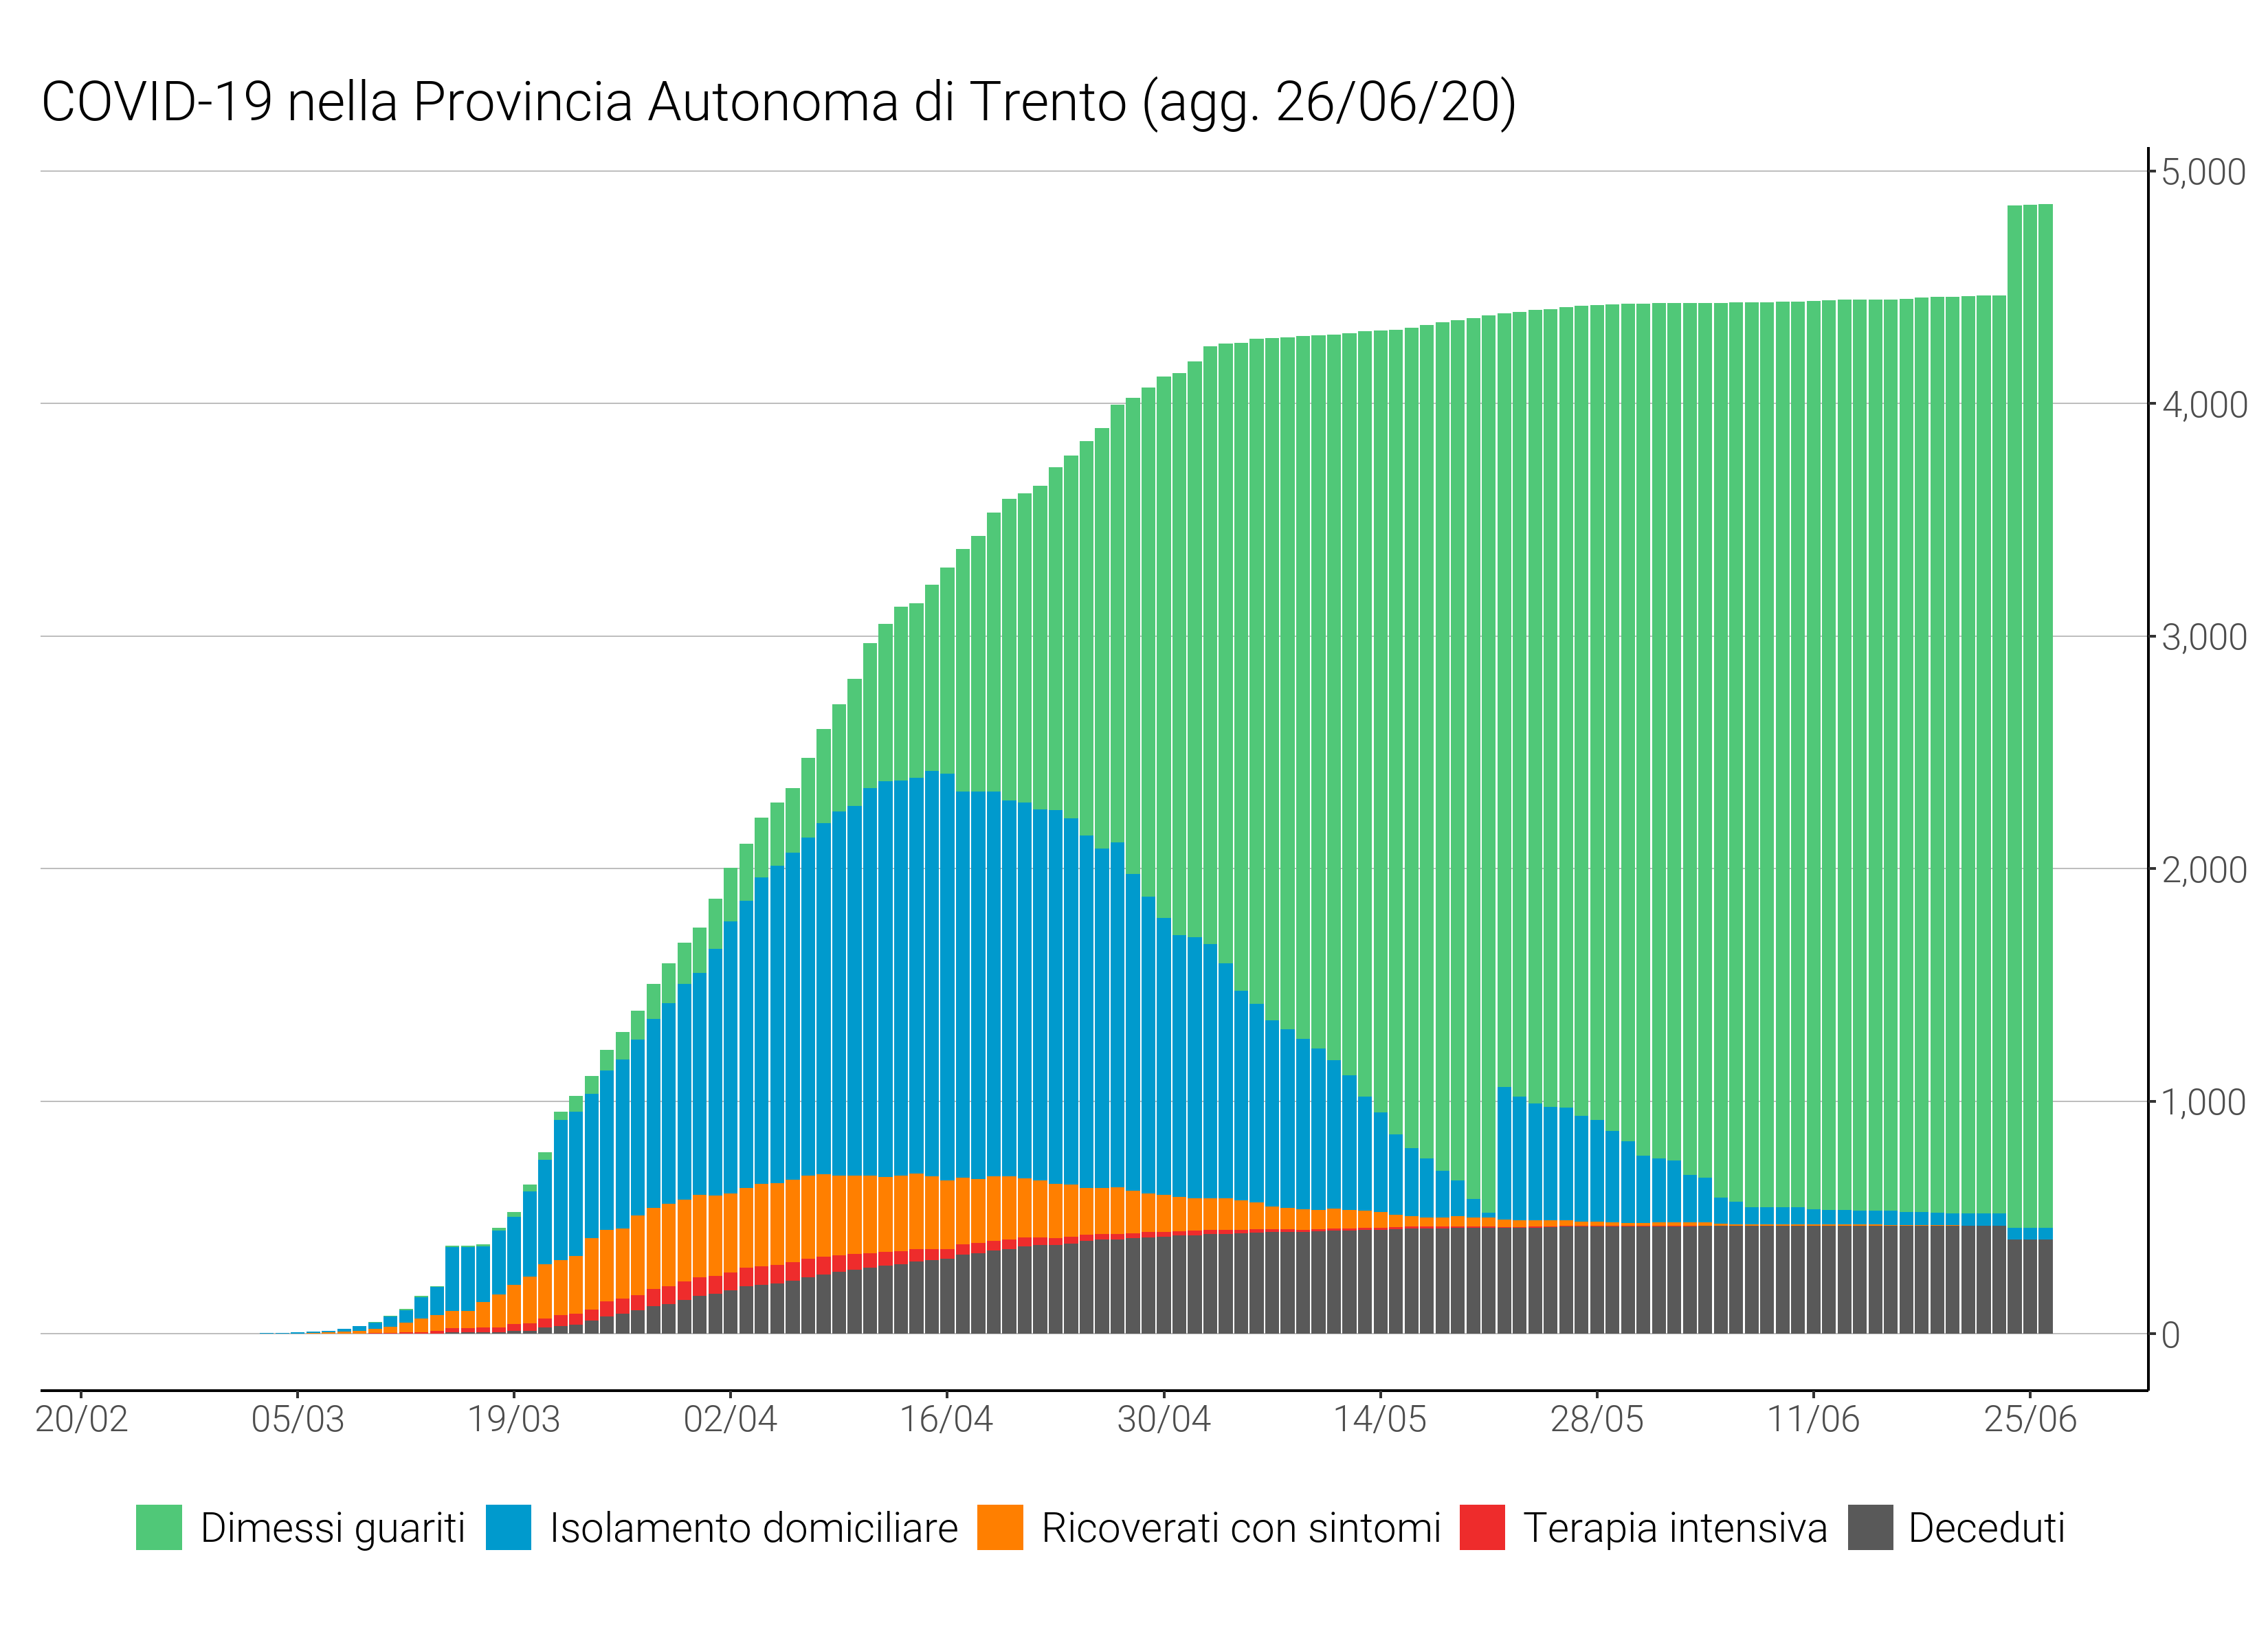 COVID-19 nella Provincia Autonoma di Trento (agg. 26/06/20)
5,000
4,000
3,000
2,000
1,000
0
20/02 05/03 19/03 02/04 16/04 30/04 14/05 28/05 11/06 25/06
Dimessi guariti Isolamento domiciliare Ricoverati con sintomi Terapia intensiva Deceduti